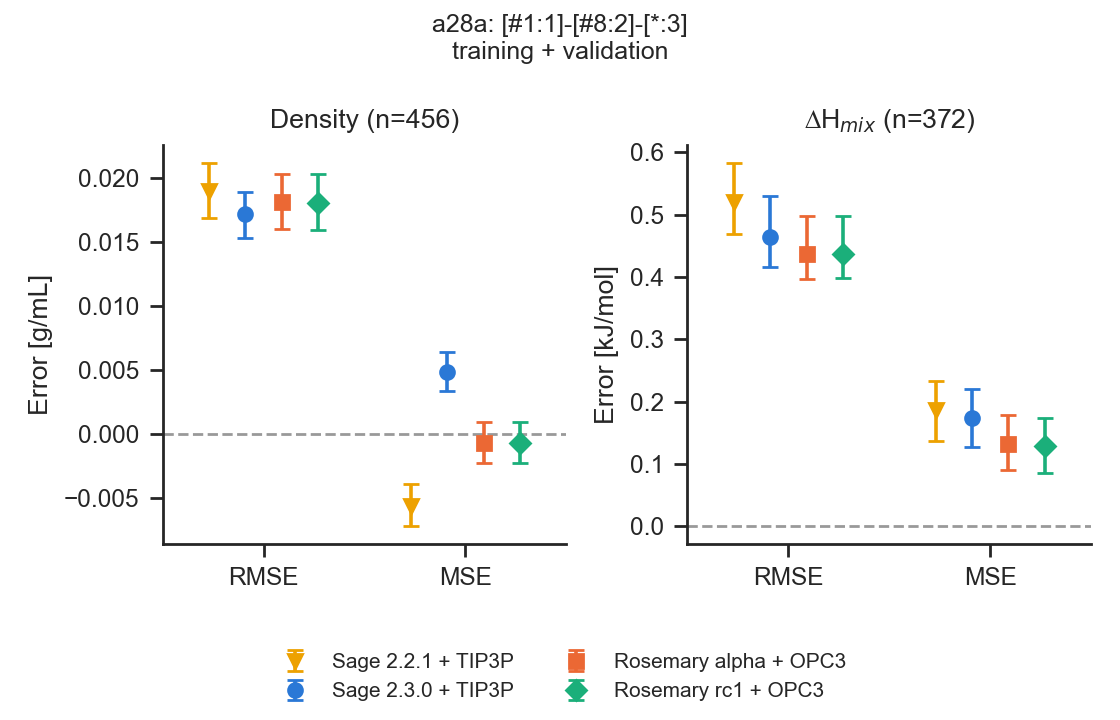 a28a: [#1:1]-[#8:2]-[*:3]
training + validation
Density (n=456)
Error [g/mL]
0.020
0.015
0.010
0.005
0.000
−0.005
RMSE
MSE
ΔHmix (n=372)
Error [kJ/mol]
0.6
0.5
0.4
0.3
0.2
0.1
0.0
RMSE
MSE
Sage 2.2.1 + TIP3P
Sage 2.3.0 + TIP3P
Rosemary alpha + OPC3
Rosemary rc1 + OPC3